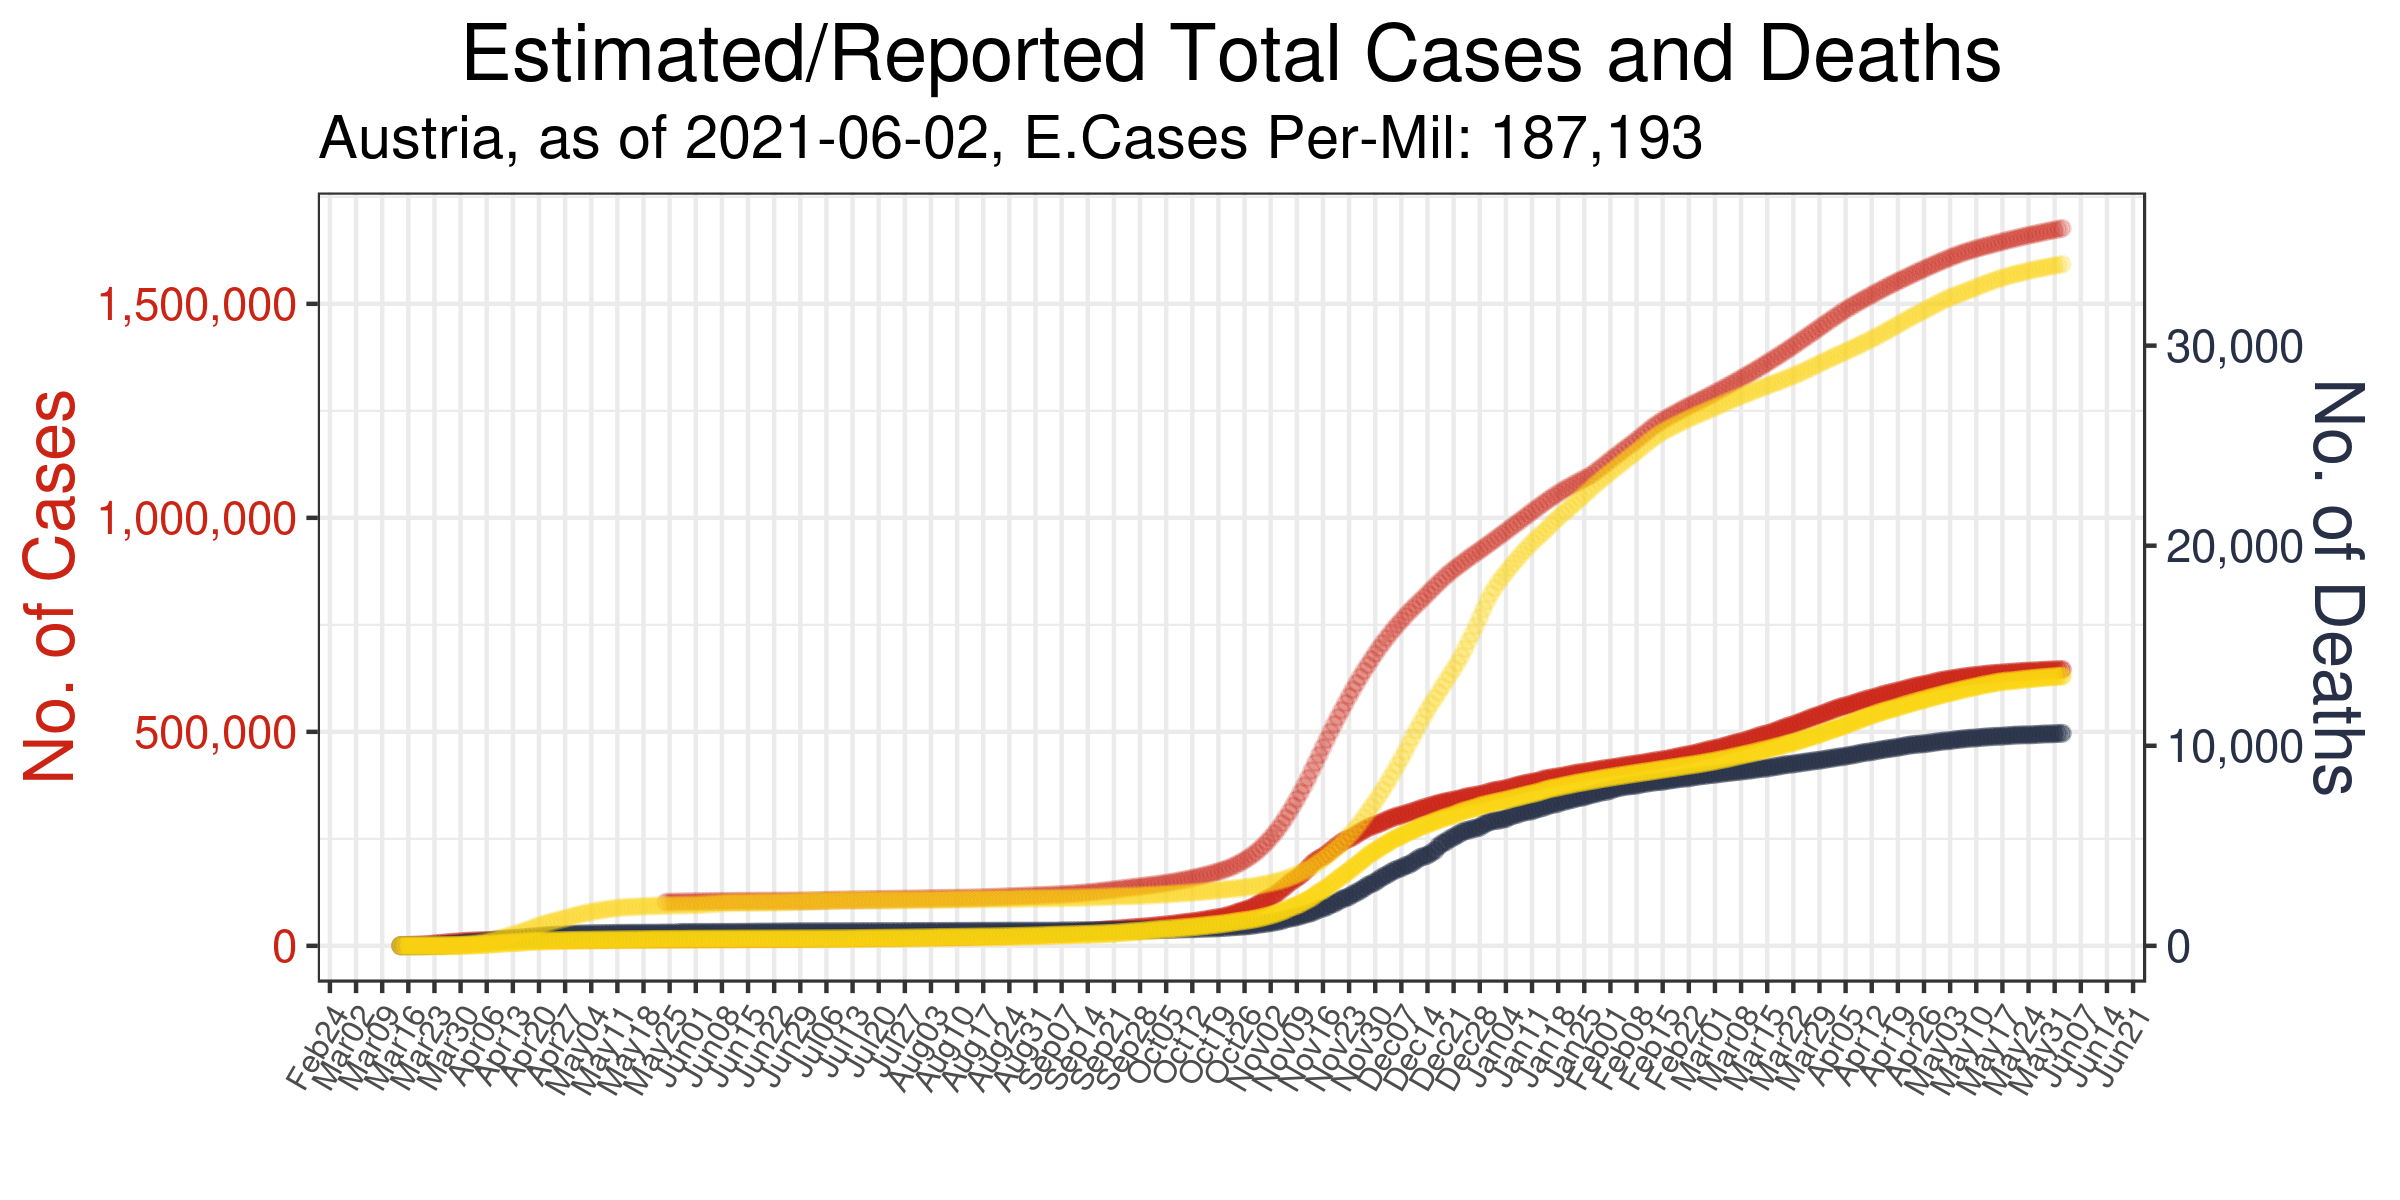 Estimated/Reported Total Cases and Deaths
Austria, as of 2021-06-02, E.Cases Per-Mil: 187,193
No. of Cases
1,500,000
1,000,000
500,000
0
No. of Deaths
30,000
20,000
10,000
0
Feb24
Mar02
Mar09
Mar16
Mar23
Mar30
Apr06
Apr13
Apr20
Apr27
May04
May11
May18
May25
Jun01
Jun08
Jun15
Jun22
Jun29
Jul06
Jul13
Jul20
Jul27
Aug03
Aug10
Aug17
Aug24
Aug31
Sep07
Sep14
Sep21
Sep28
Oct05
Oct12
Oct19
Oct26
Nov02
Nov09
Nov16
Nov23
Nov30
Dec07
Dec14
Dec21
Dec28
Jan04
Jan11
Jan18
Jan25
Feb01
Feb08
Feb15
Feb22
Mar01
Mar08
Mar15
Mar22
Mar29
Apr05
Apr12
Apr19
Apr26
May03
May10
May17
May24
May31
Jun07
Jun14
Jun21